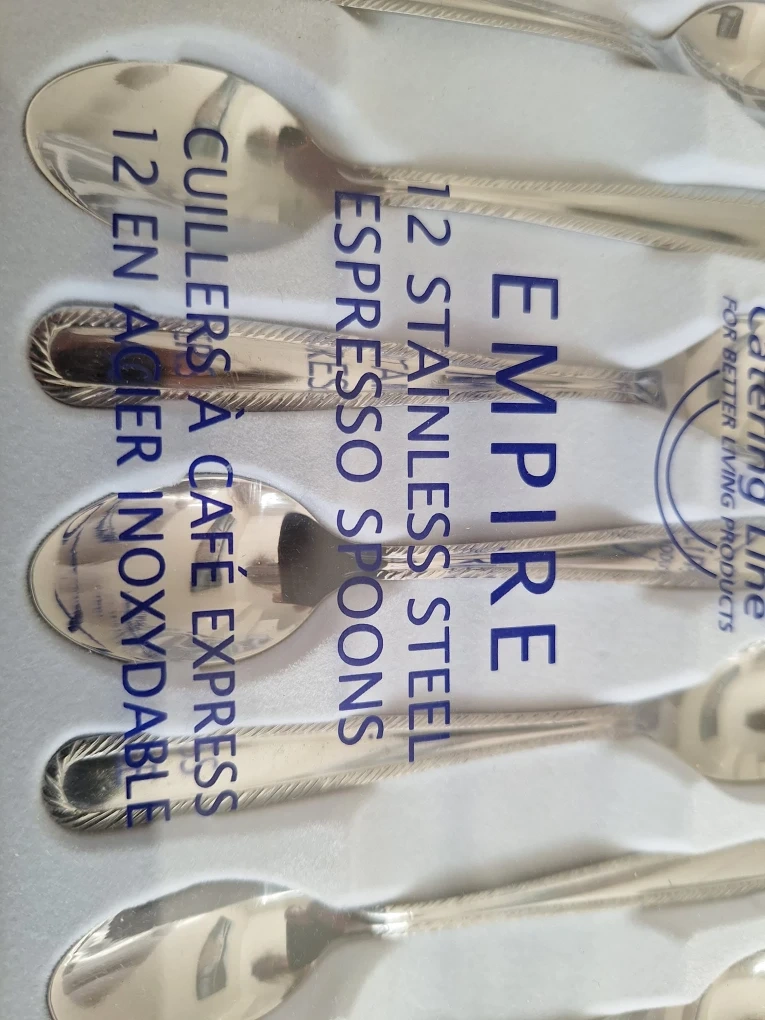 Catering Line
FOR BETTER LIVING PRODUCTS
EMPIRE
12 STAINLESS STEEL
ESPRESSO SPOONS
CUILLERS À CAFÉ EXPRESS
12 EN ACIER INOXYDABLE